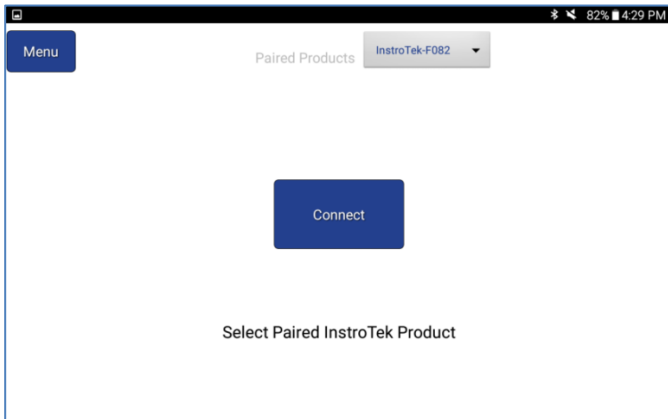 82% 4:29 PM
Menu
Paired Products
InstroTek-F082
Connect
Select Paired InstroTek Product